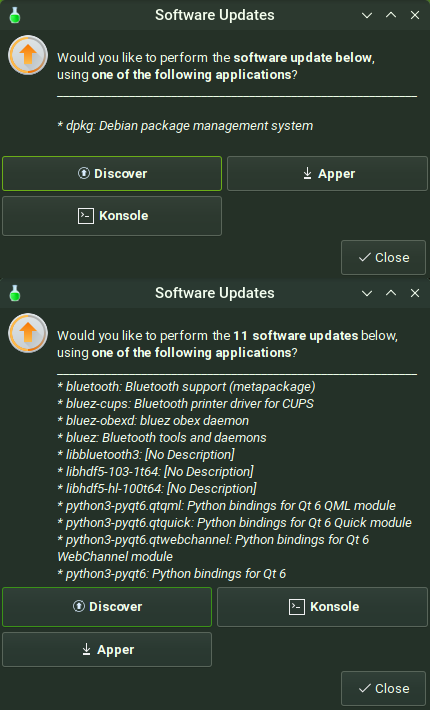 Software Updates
Would you like to perform the software update below,
using one of the following applications?
* dpkg: Debian package management system
Discover
Apper
Konsole
Close
Software Updates
Would you like to perform the 11 software updates below,
using one of the following applications?
* bluetooth: Bluetooth support (metapackage)
* bluez-cups: Bluetooth printer driver for CUPS
* bluez-obexd: bluez obex daemon
* bluez: Bluetooth tools and daemons
* libbluetooth3: [No Description]
* libhdf5-103-1t64: [No Description]
* libhdf5-hl-100t64: [No Description]
* python3-pyqt6.qtqml: Python bindings for Qt 6 QML module
* python3-pyqt6.qtquick: Python bindings for Qt 6 Quick module
* python3-pyqt6.qtwebchannel: Python bindings for Qt 6
WebChannel module
* python3-pyqt6: Python bindings for Qt 6
Discover
Konsole
Apper
Close